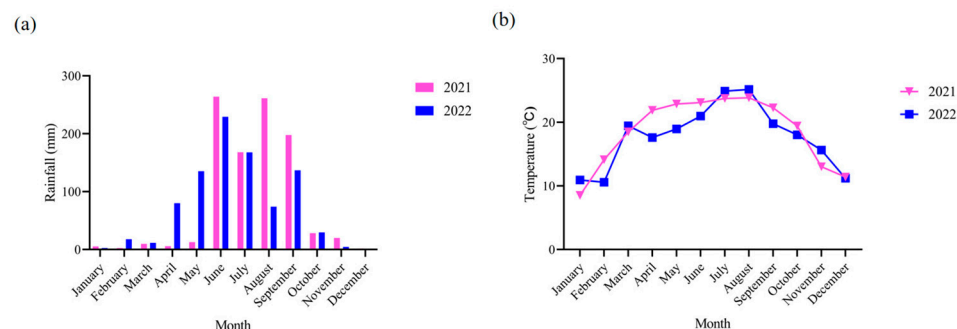 (a)
Rainfall (mm)
300
200
100
0
January
February
March
April
May
June
July
August
September
October
November
December
Month
2021
2022
(b)
Temperature (℃)
30
20
10
0
January
February
March
April
May
June
July
August
September
October
November
December
Month
2021
2022